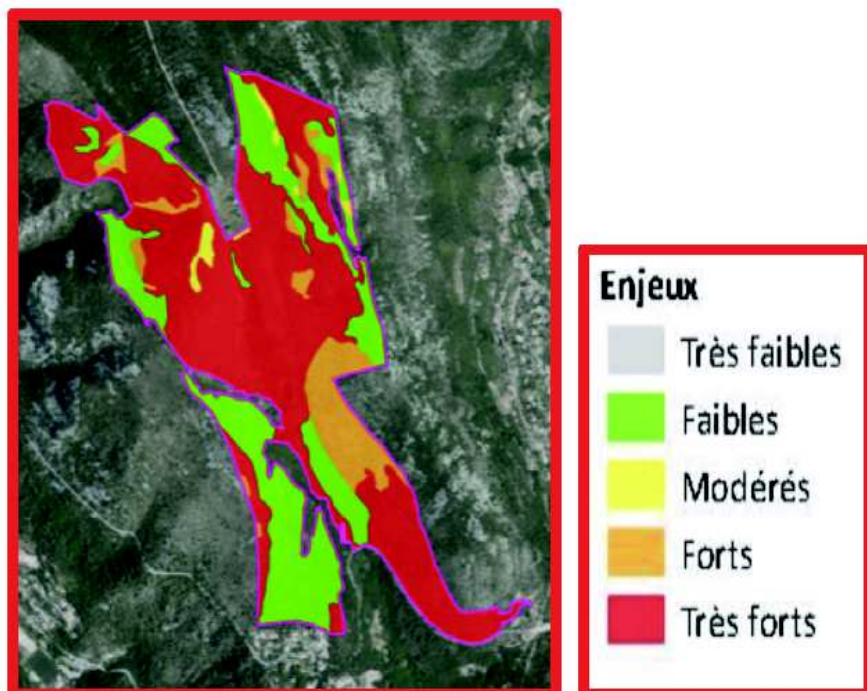 Enjeux
Très faibles
Faibles
Modérés
Forts
Très forts